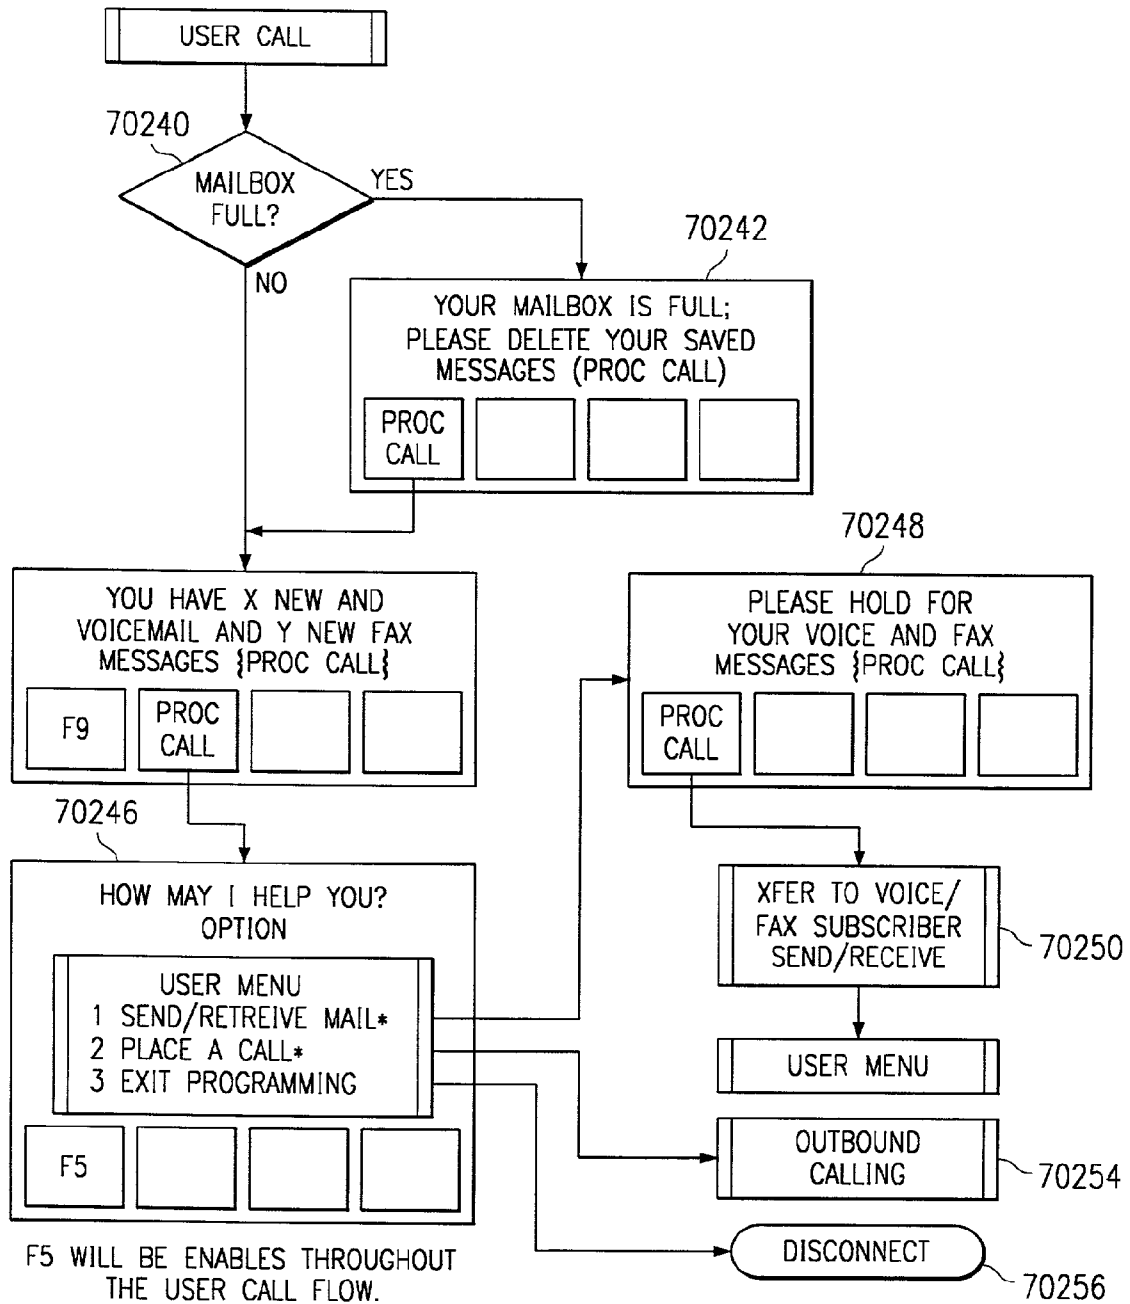 USER CALL
70240
MAILBOX
FULL?
YES
NO
70242
YOUR MAILBOX IS FULL;
PLEASE DELETE YOUR SAVED
MESSAGES (PROC CALL)
PROC
CALL
YOU HAVE X NEW AND
VOICEMAIL AND Y NEW FAX
MESSAGES {PROC CALL}
F9
PROC
CALL
70248
PLEASE HOLD FOR
YOUR VOICE AND FAX
MESSAGES {PROC CALL}
PROC
CALL
70246
HOW MAY I HELP YOU?
OPTION
USER MENU
1 SEND/RETREIVE MAIL*
2 PLACE A CALL*
3 EXIT PROGRAMMING
F5
XFER TO VOICE/
FAX SUBSCRIBER
SEND/RECEIVE
70250
USER MENU
OUTBOUND
CALLING
70254
DISCONNECT
70256
F5 WILL BE ENABLES THROUGHOUT
THE USER CALL FLOW.